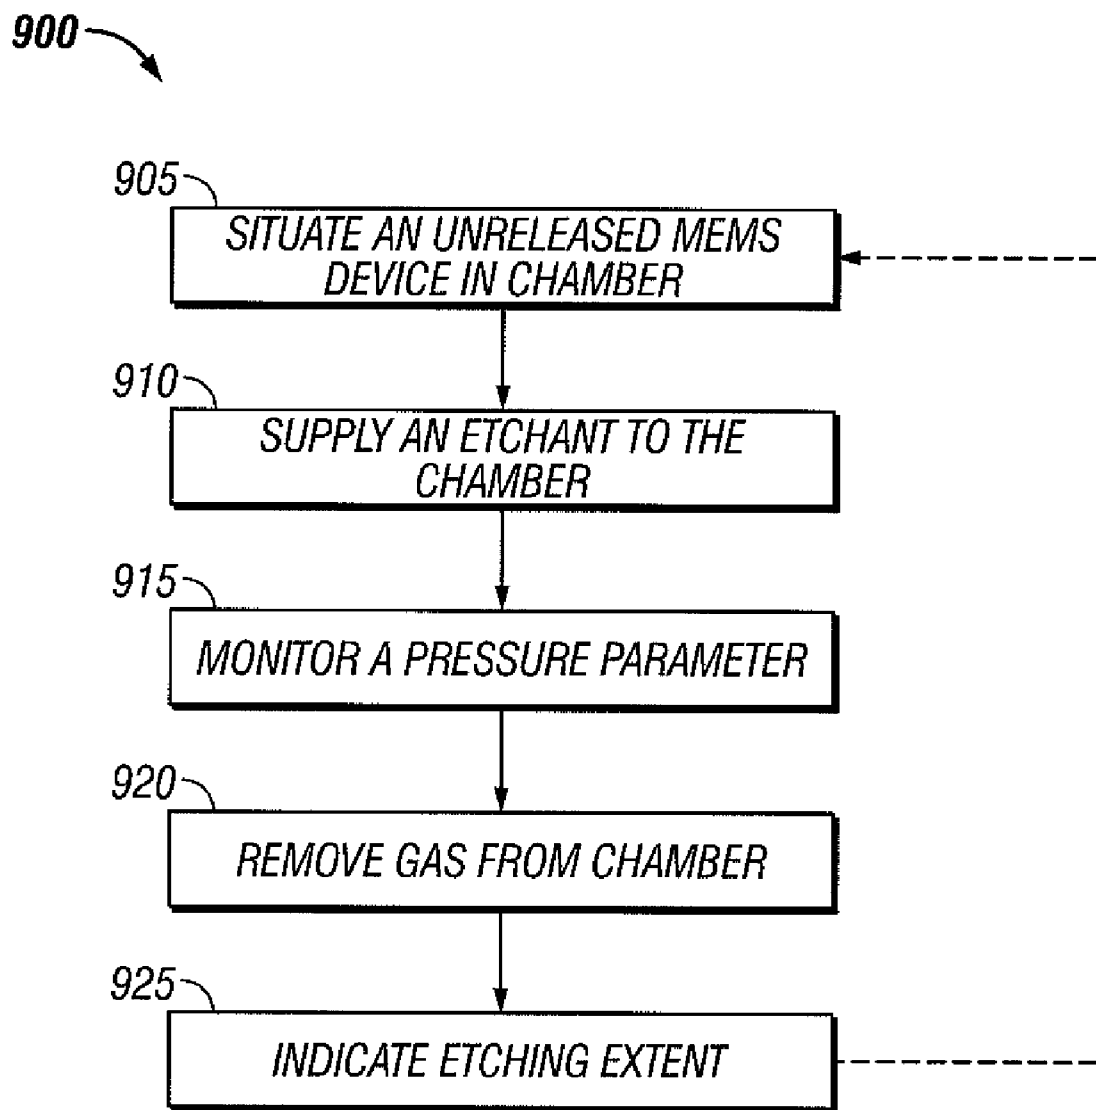 900
905
SITUATE AN UNRELEASED MEMS
DEVICE IN CHAMBER
910
SUPPLY AN ETCHANT TO THE
CHAMBER
915
MONITOR A PRESSURE PARAMETER
920
REMOVE GAS FROM CHAMBER
925
INDICATE ETCHING EXTENT